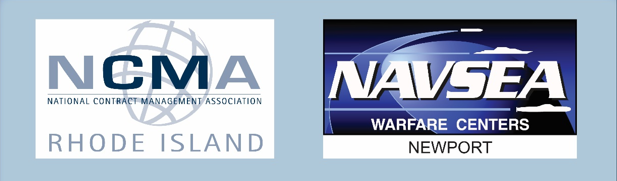 NCMA
NATIONAL CONTRACT MANAGEMENT ASSOCIATION
RHODE ISLAND
NAVSEA
WARFARE CENTERS
NEWPORT